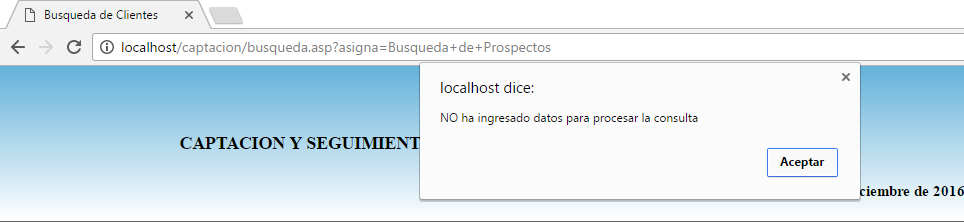 Busqueda de Clientes
localhost/captacion/busqueda.asp?asigna=Busqueda+de+Prospectos
localhost dice:
NO ha ingresado datos para procesar la consulta
CAPTACION Y SEGUIMIENT
Aceptar
ciembre de 2016